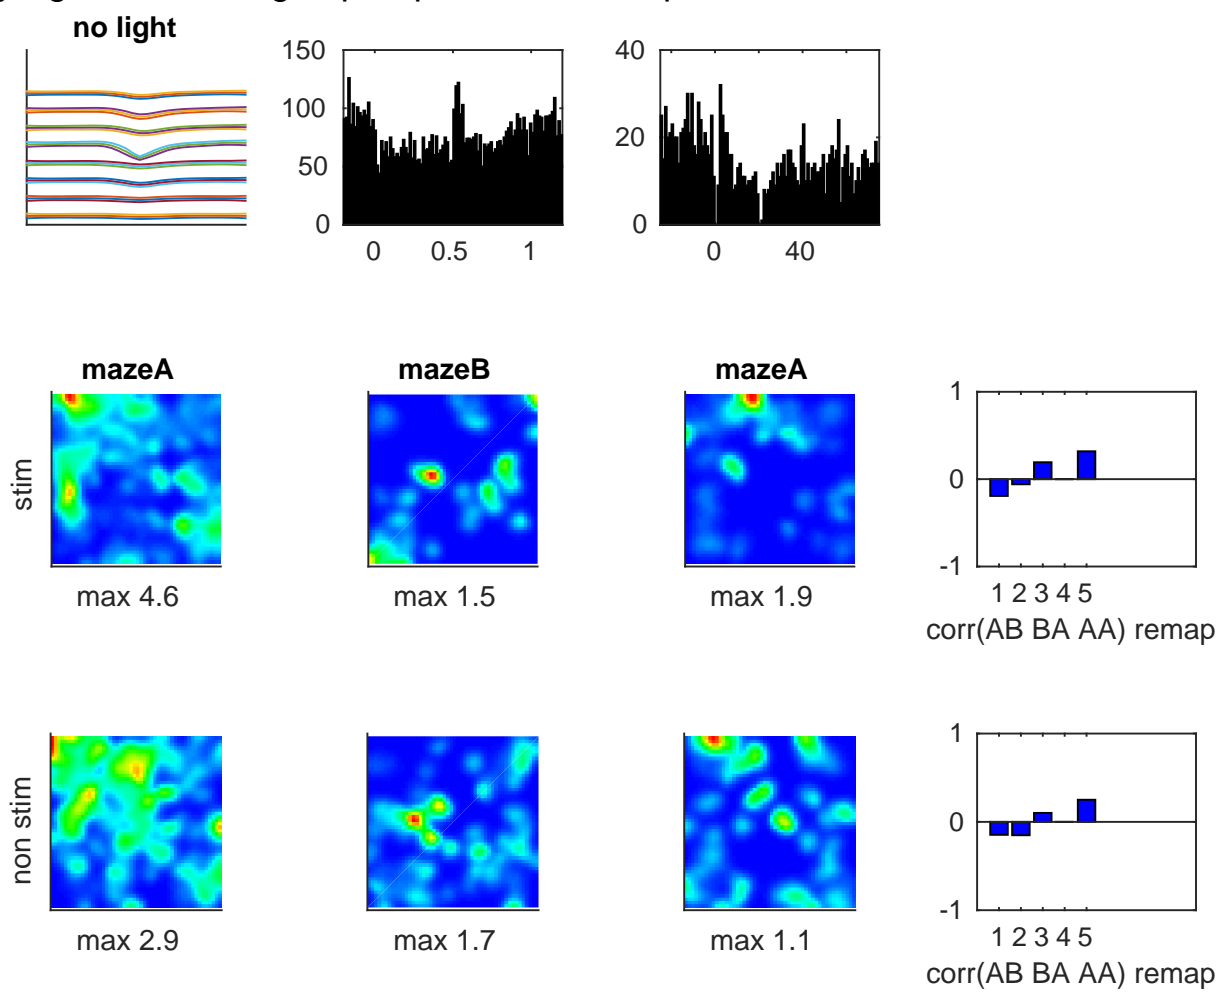 no light
150
100
50
0
0 0.5 1
40
20
0
0 40
mazeA mazeB mazeA
stim
max 4.6 max 1.5 max 1.9
1
0
-1
1 2 3 4 5
corr(AB BA AA) remap
non stim
max 2.9 max 1.7 max 1.1
1
0
-1
1 2 3 4 5
corr(AB BA AA) remap